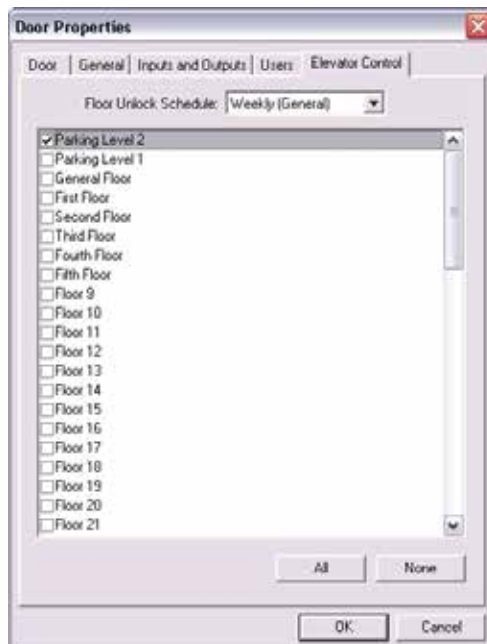 Door Properties
Door General Inputs and Outputs Users Elevator Control
Floor Unlock Schedule: Weekly (General)
Parking Level 2
Parking Level 1
General Floor
First Floor
Second Floor
Third Floor
Fourth Floor
Fifth Floor
Floor 9
Floor 10
Floor 11
Floor 12
Floor 13
Floor 14
Floor 15
Floor 16
Floor 17
Floor 18
Floor 19
Floor 20
Floor 21
All None
OK Cancel